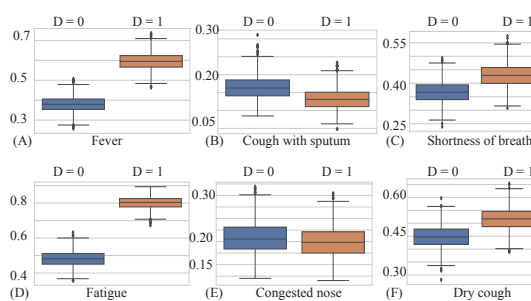 D = 0 D = 1 D = 0 D = 1 D = 0 D = 1
0.7 0.5 0.3
0.30 0.20 0.05
0.55 0.40 0.25
(A) Fever (B) Cough with sputum (C) Shortness of breath
D = 0 D = 1 D = 0 D = 1 D = 0 D = 1
0.8 0.6 0.4
0.30 0.20 0.15
0.60 0.45 0.30
(D) Fatigue (E) Congested nose (F) Dry cough